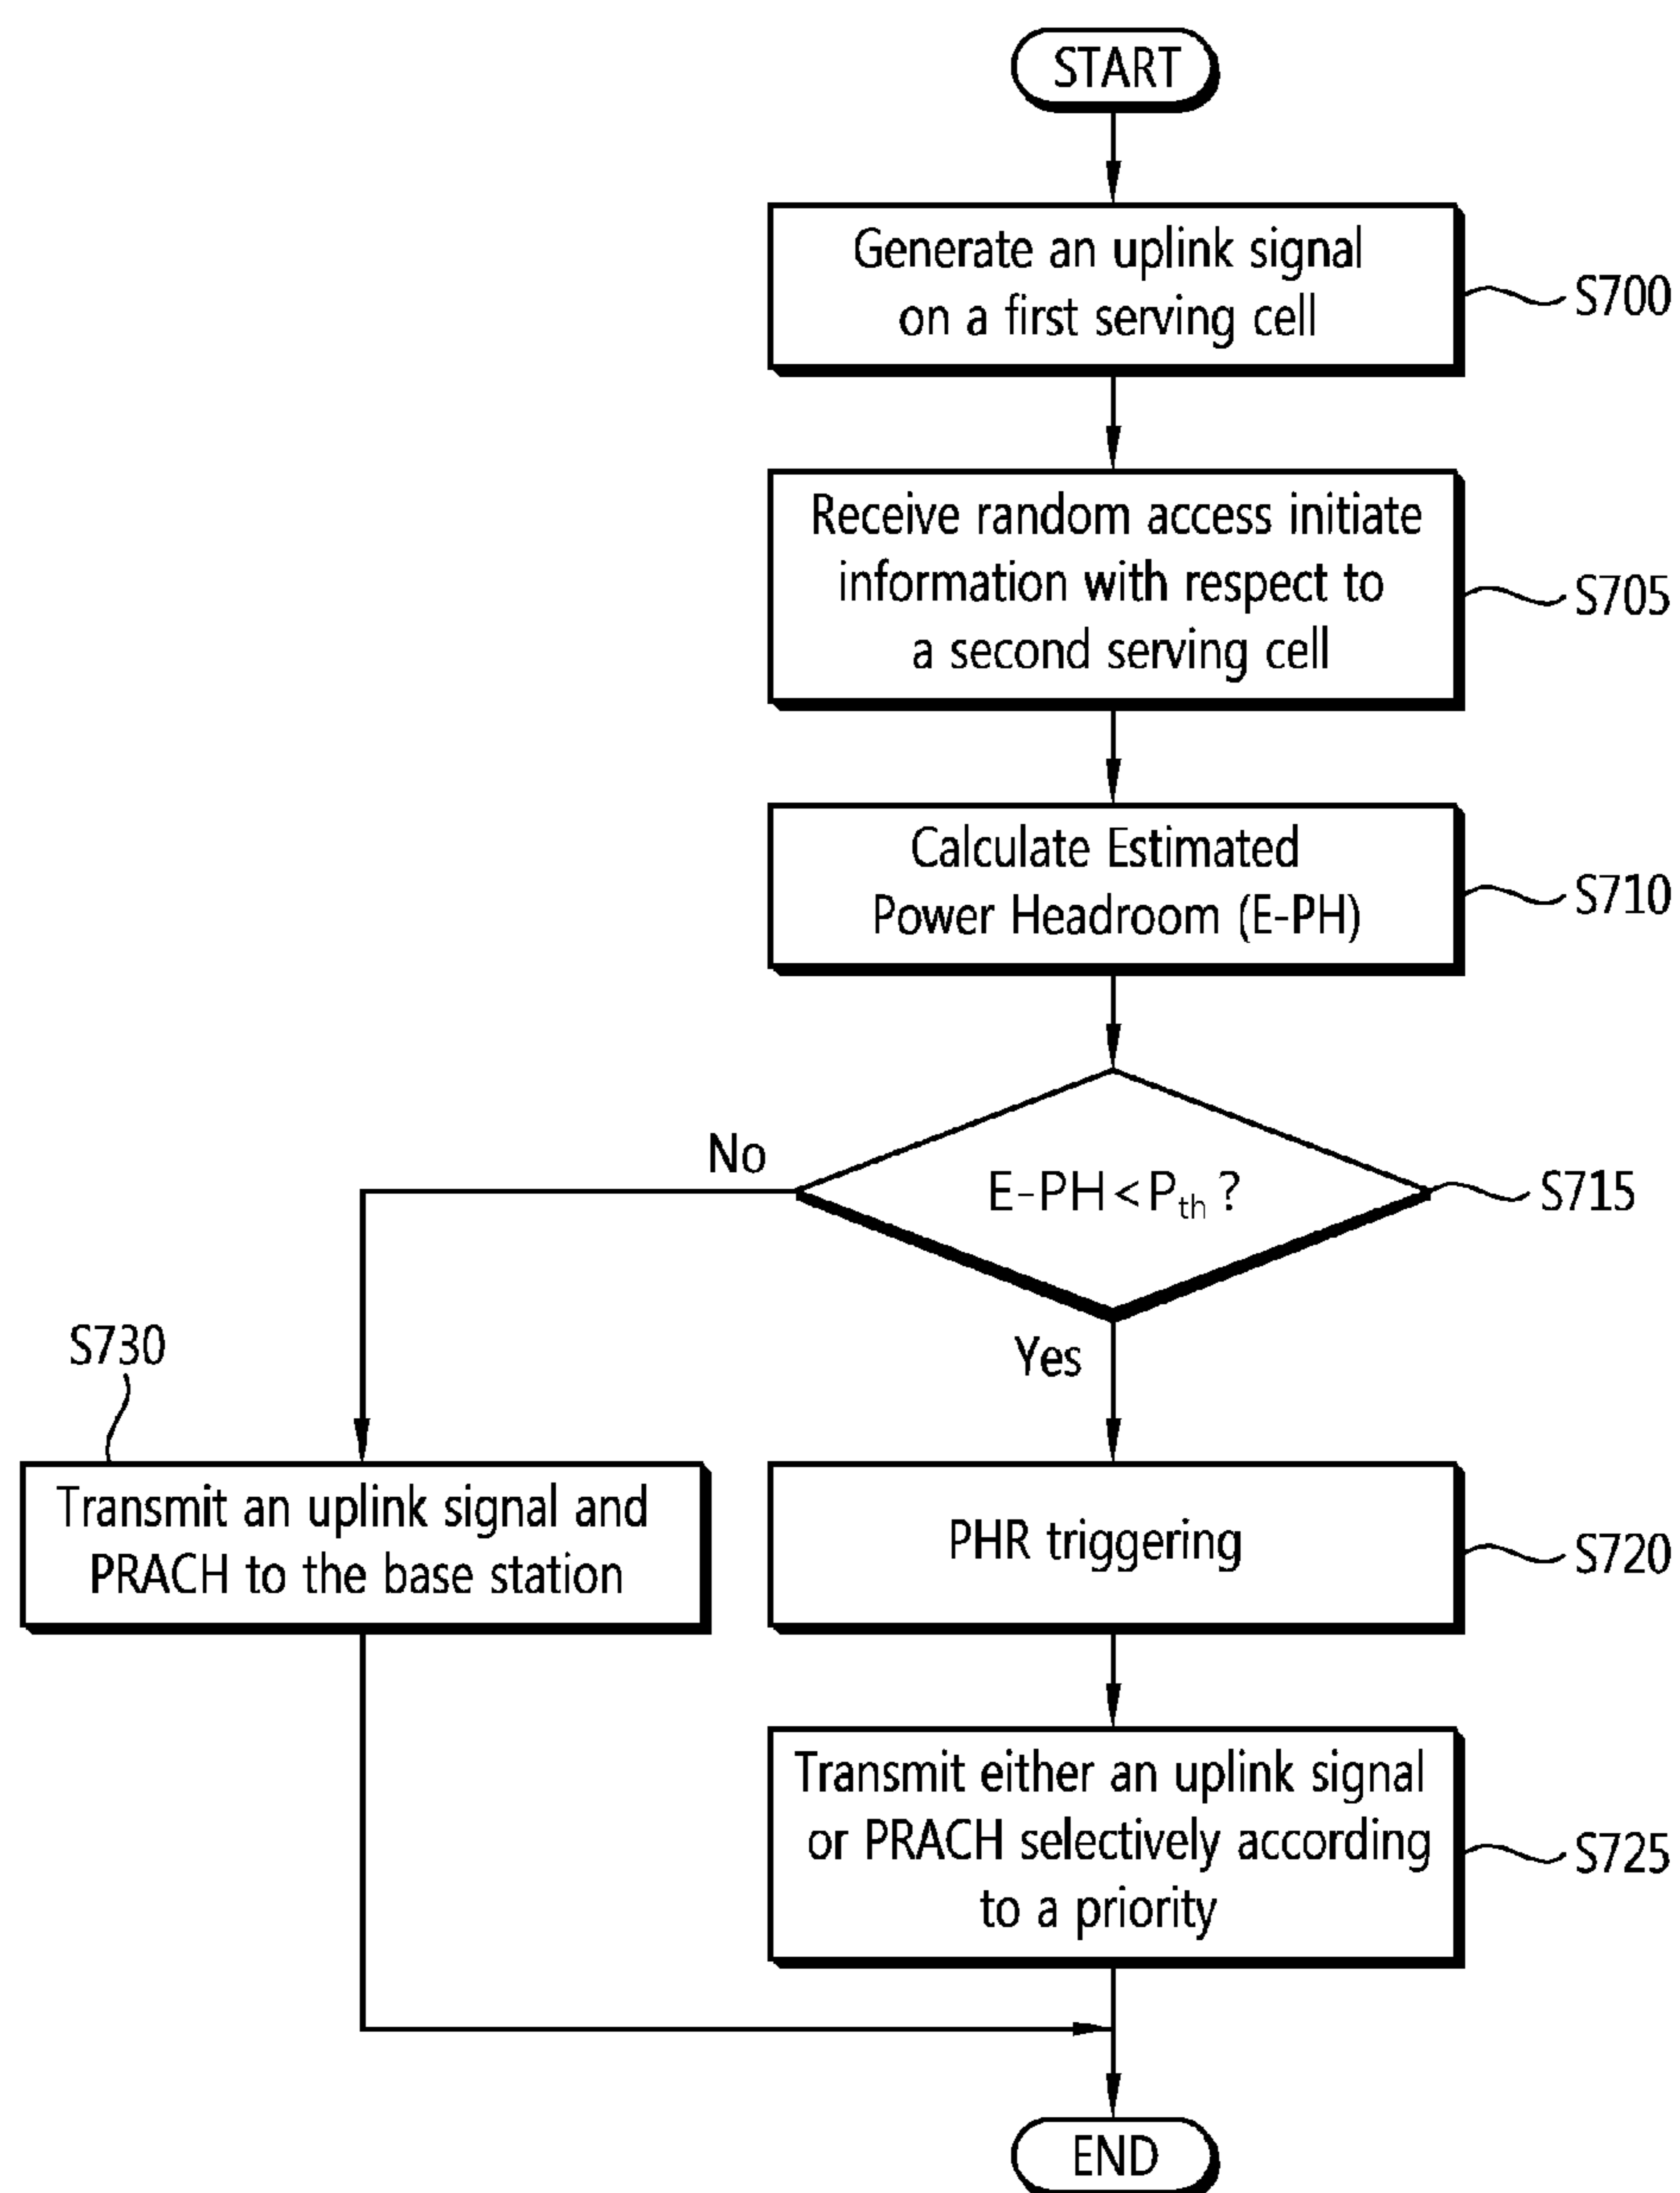 START
Generate an uplink signal
on a first serving cell
S700
Receive random access initiate
information with respect to
a second serving cell
S705
Calculate Estimated
Power Headroom (E-PH)
S710
No
E-PH<Pth ?
S715
Yes
S730
Transmit an uplink signal and
PRACH to the base station
PHR triggering
S720
Transmit either an uplink signal
or PRACH selectively according
to a priority
S725
END